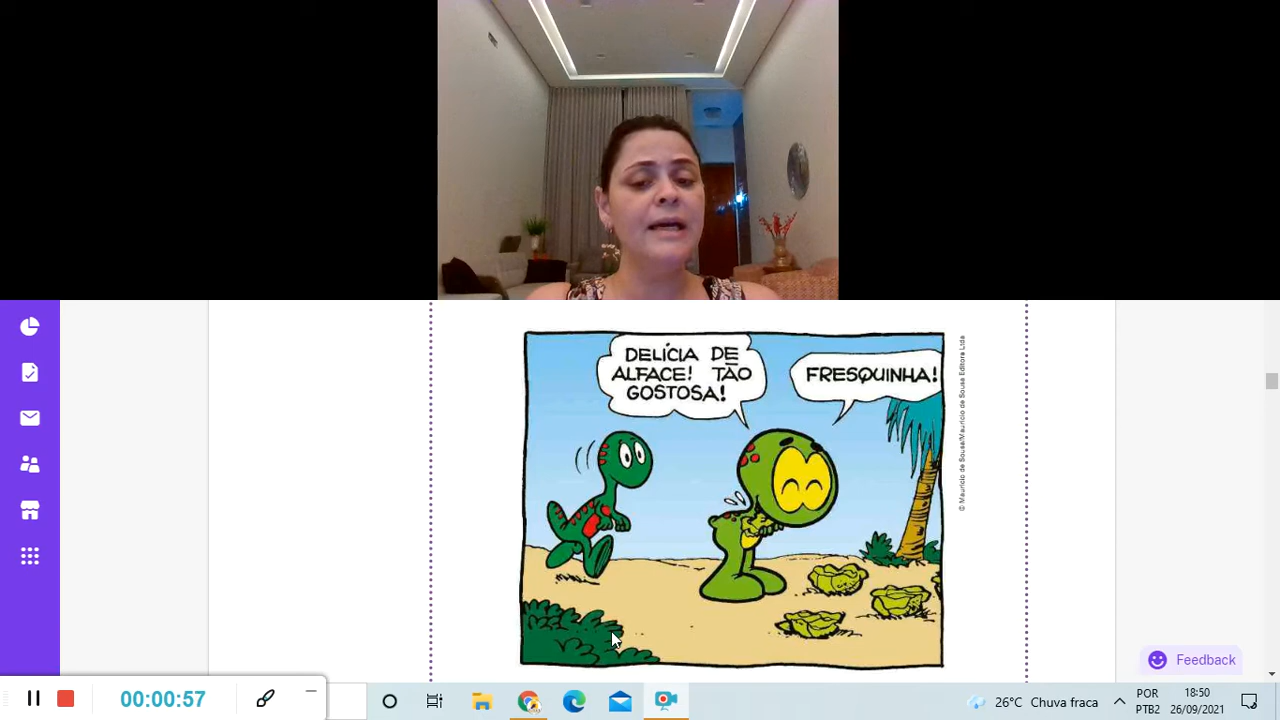 DELÍCIA DE
ALFACE! TÃO
GOSTOSA!
FRESQUINHA!
© Mauricio de Sousa/Mauricio de Sousa Editora Ltda
Feedback
00:00:57
26°C Chuva fraca
POR
PTB2
18:50
26/09/2021
3